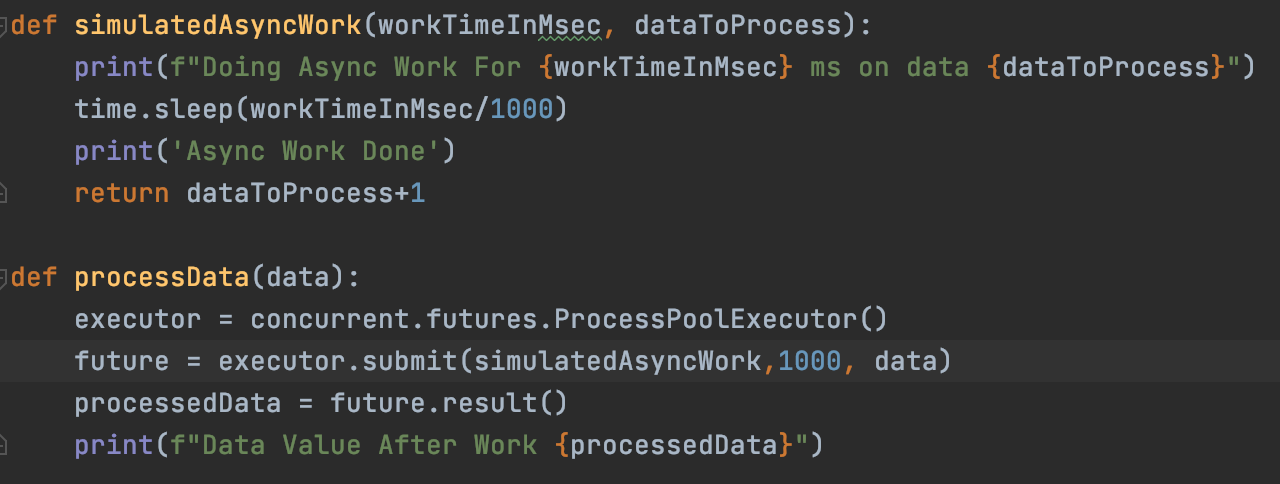 def simulatedAsyncWork(workTimeInMsec, dataToProcess):
    print(f"Doing Async Work For {workTimeInMsec} ms on data {dataToProcess}")
    time.sleep(workTimeInMsec/1000)
    print('Async Work Done')
    return dataToProcess+1

def processData(data):
    executor = concurrent.futures.ProcessPoolExecutor()
    future = executor.submit(simulatedAsyncWork,1000, data)
    processedData = future.result()
    print(f"Data Value After Work {processedData}")